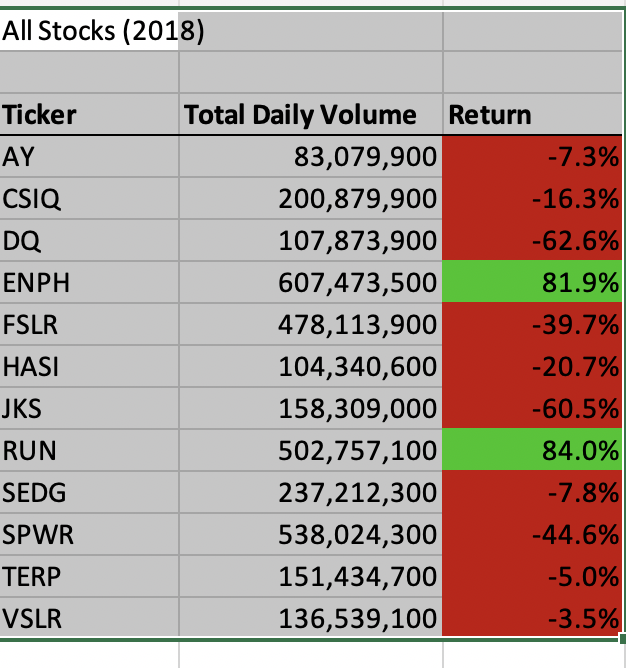 All Stocks (2018)
Ticker Total Daily Volume Return
AY 83,079,900 -7.3%
CSIQ 200,879,900 -16.3%
DQ 107,873,900 -62.6%
ENPH 607,473,500 81.9%
FSLR 478,113,900 -39.7%
HASI 104,340,600 -20.7%
JKS 158,309,000 -60.5%
RUN 502,757,100 84.0%
SEDG 237,212,300 -7.8%
SPWR 538,024,300 -44.6%
TERP 151,434,700 -5.0%
VSLR 136,539,100 -3.5%